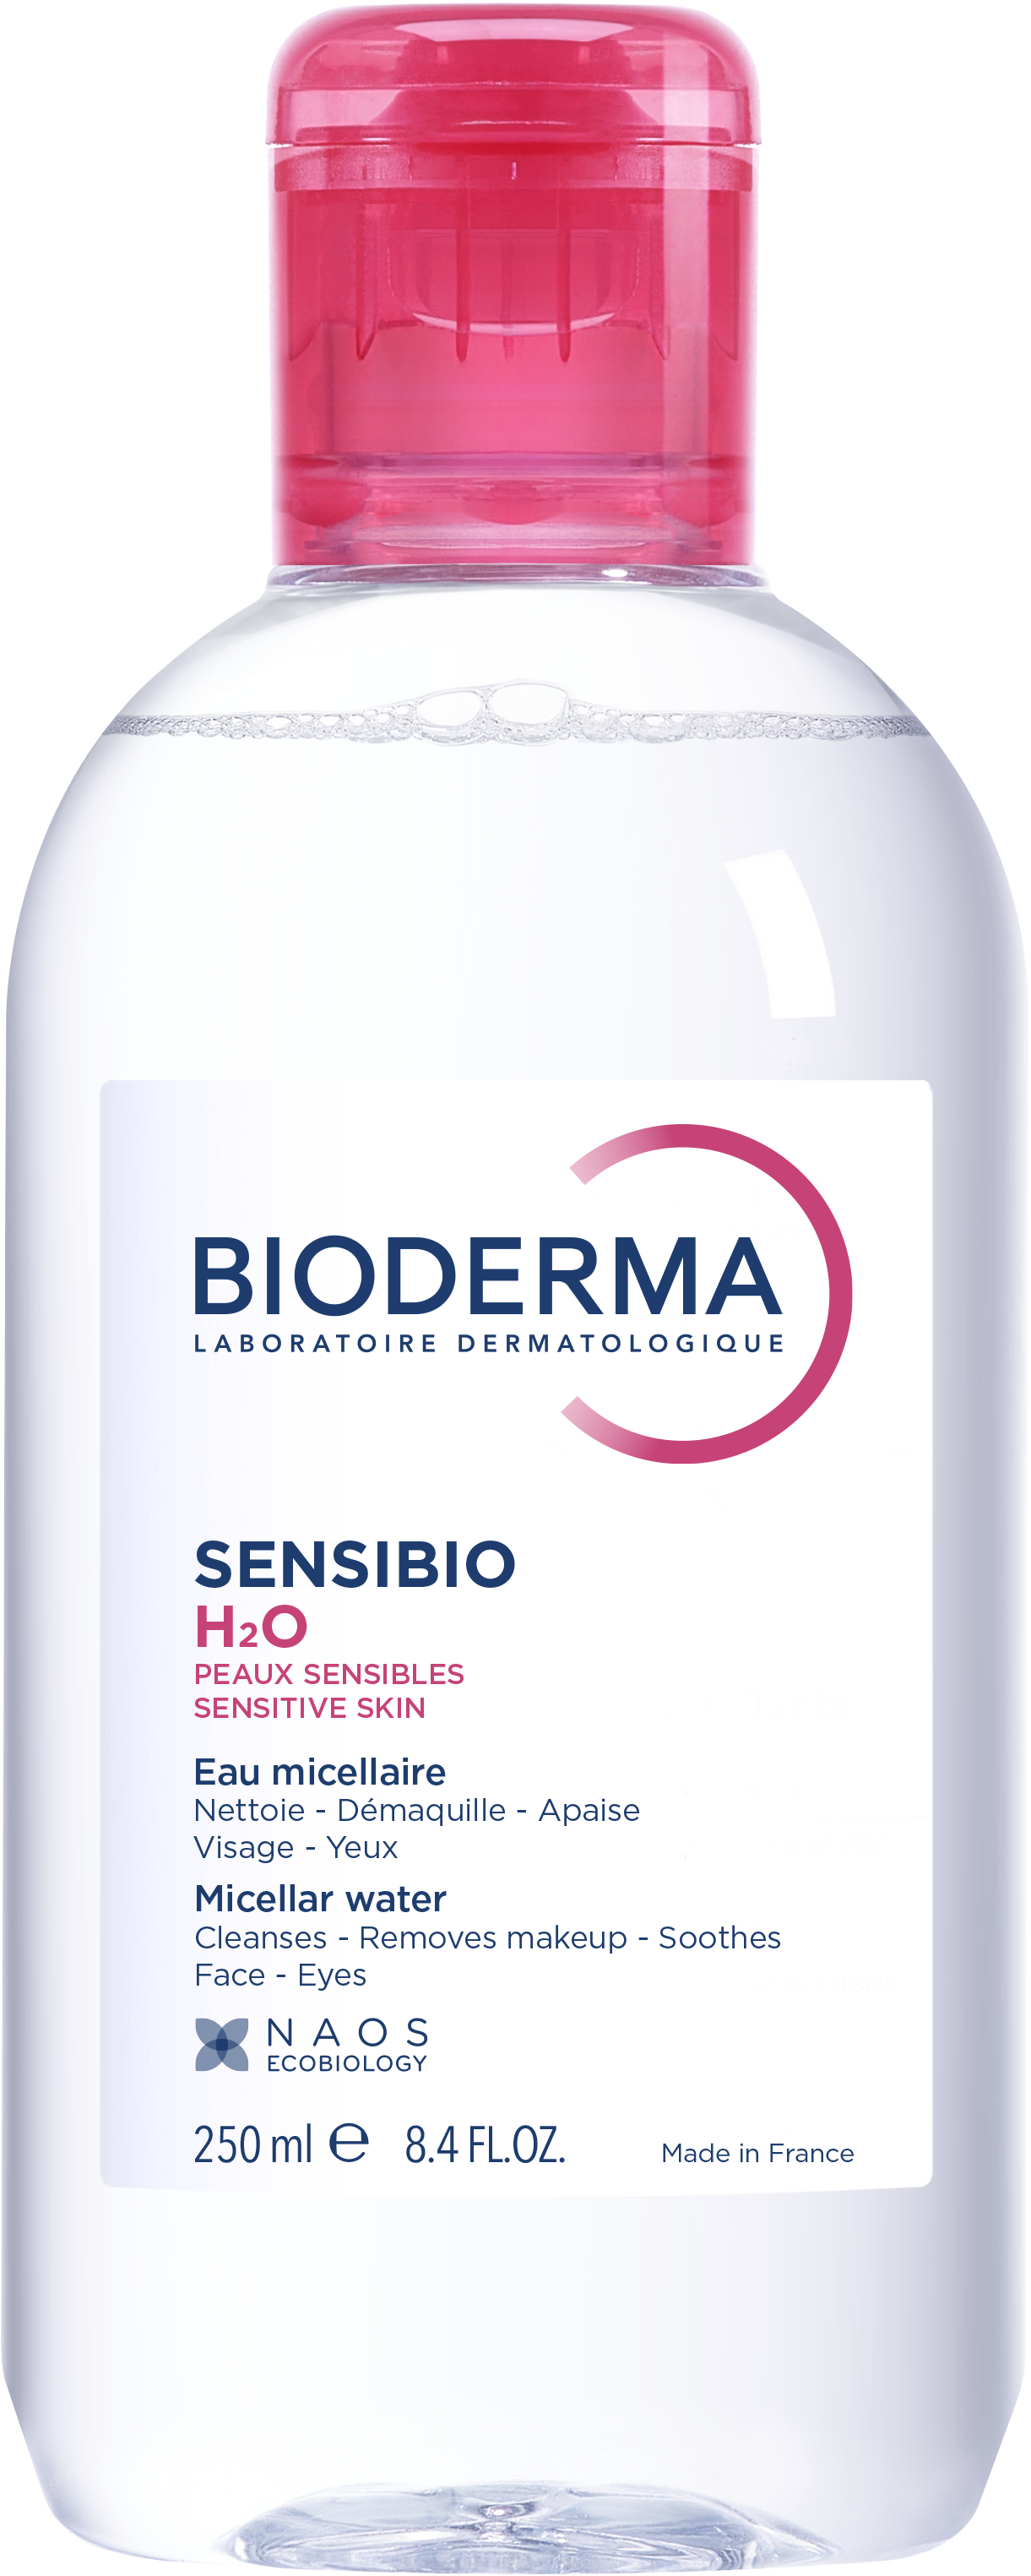 BIODERMA
LABORATOIRE DERMATOLOGIQUE
SENSIBIO
H₂O
PEAUX SENSIBLES
SENSITIVE SKIN
Eau micellaire
Nettoie - Démaquille - Apaise
Visage - Yeux
Micellar water
Cleanses - Removes makeup - Soothes
Face - Eyes
NAOS
ECOBIOLOGY
250 ml ℮ 8.4 FL.OZ. Made in France